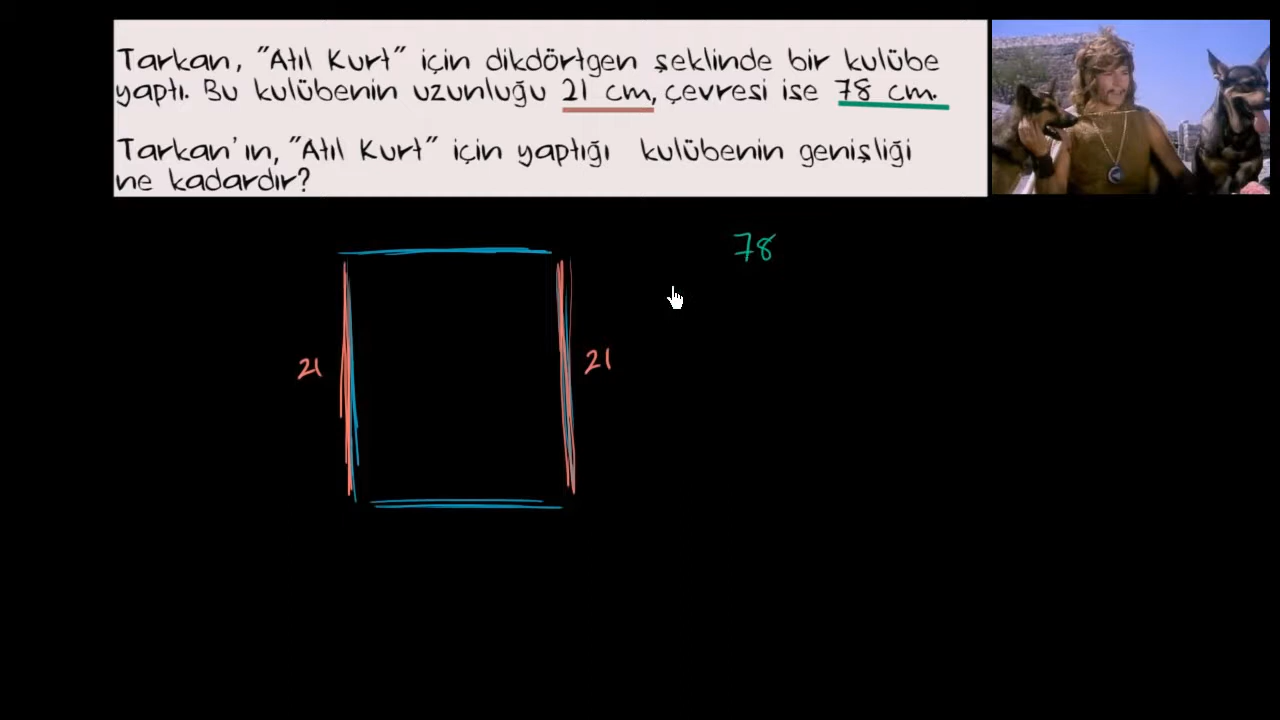 Tarkan, "Atıl Kurt" için dikdörtgen şeklinde bir kulübe
yaptı. Bu kulübenin uzunluğu 21 cm, çevresi ise 78 cm.
Tarkan'ın, "Atıl Kurt" için yaptığı kulübenin genişliği
ne kadardır?
78
21
21